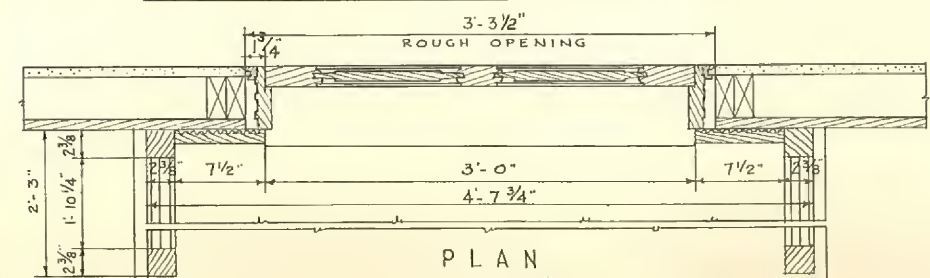 3'-3½"
1¾"
ROUGH OPENING
2⅜"
2⅜" 7½" 3'-0" 7½" 2⅜"
4'-7¾"
2'-3"
1'-10¼"
2⅜"
PLAN